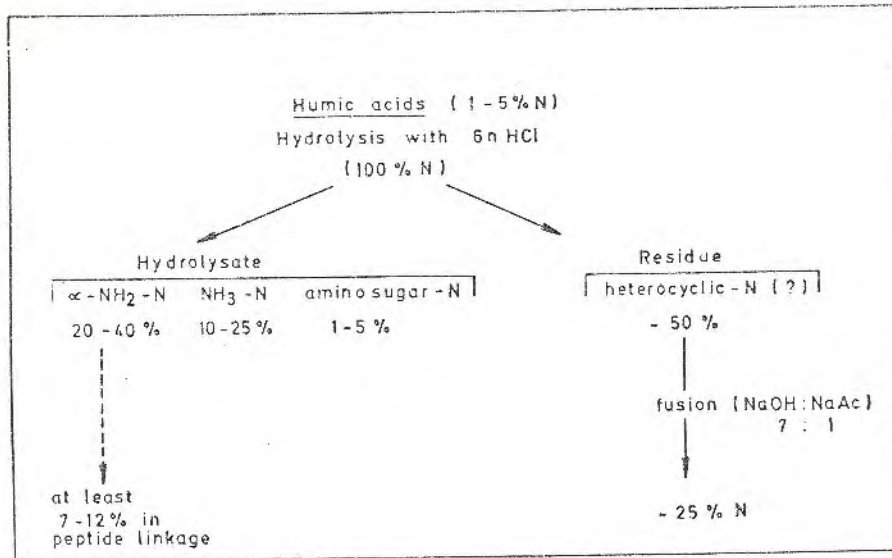 Humic acids (1-5% N)
Hydrolysis with 6n HCl
(100 % N)
Hydrolysate
∝-NH₂-N NH₃-N amino sugar-N
20-40 % 10-25 % 1-5 %
at least
7-12% in
peptide linkage
Residue
heterocyclic-N (?)
- 50 %
fusion (NaOH:NaAc)
7 : 1
- 25 % N